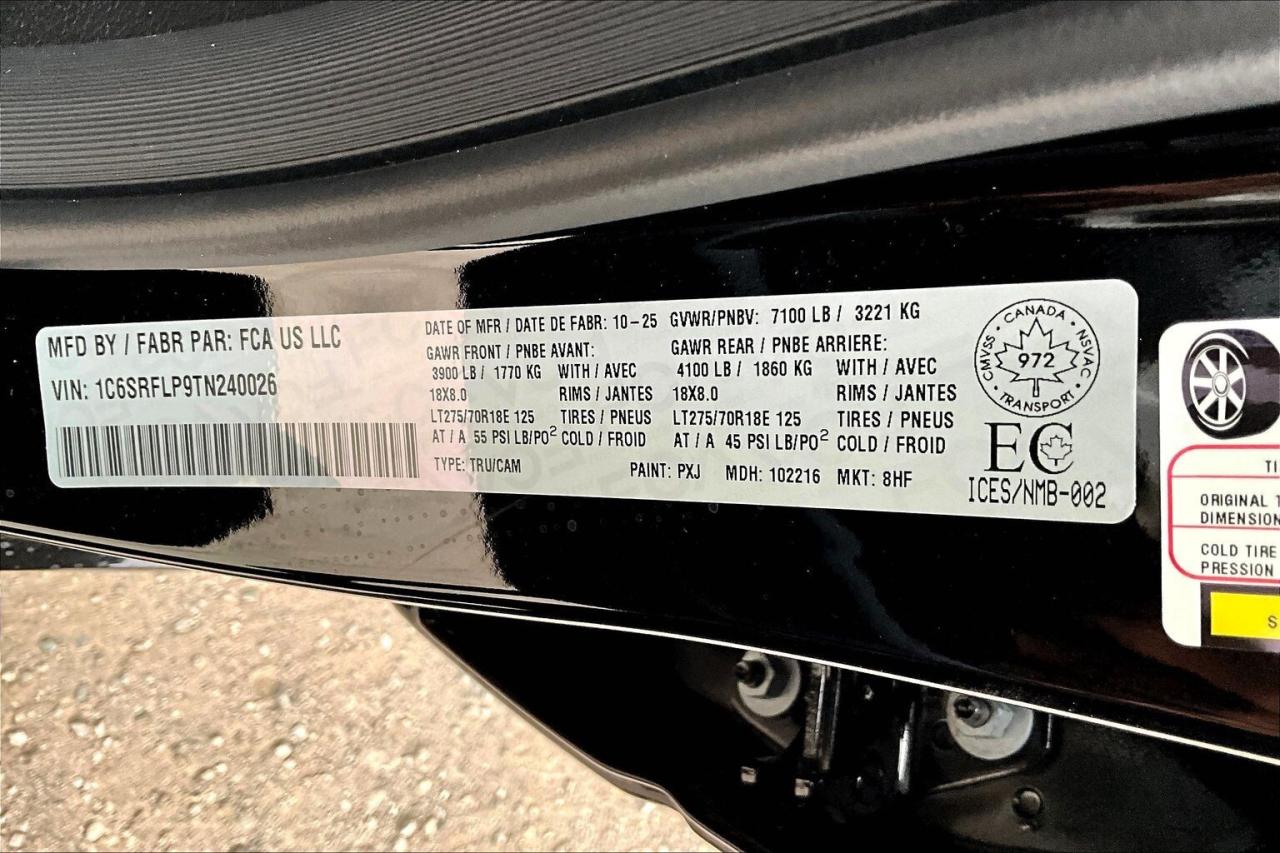 MFD BY / FABR PAR: FCA US LLC
VIN: 1C6SRFLP9TN240026
DATE OF MFR / DATE DE FABR: 10-25 GVWR/PNBV: 7100 LB / 3221 KG
GAWR FRONT / PNBE AVANT:
3900 LB / 1770 KG WITH / AVEC
18X8.0 RIMS / JANTES
LT275/70R18E 125 TIRES / PNEUS
AT / A 55 PSI LB/PO² COLD / FROID
GAWR REAR / PNBE ARRIERE:
4100 LB / 1860 KG WITH / AVEC
18X8.0 RIMS / JANTES
LT275/70R18E 125 TIRES / PNEUS
AT / A 45 PSI LB/PO² COLD / FROID
TYPE: TRU/CAM PAINT: PXJ MDH: 102216 MKT: 8HF
CANADA
CMVSS 972 NSVAC
TRANSPORT
EC
ICES/NMB-002
TI
ORIGINAL T
DIMENSION
COLD TIRE
PRESSION
S